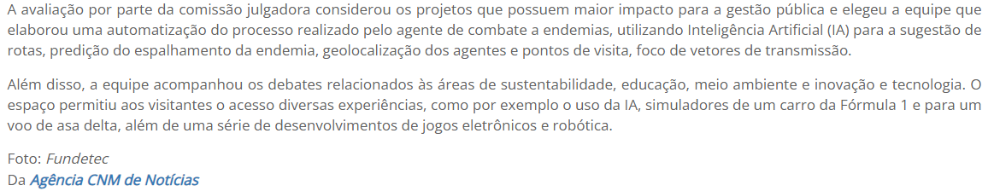 A avaliação por parte da comissão julgadora considerou os projetos que possuem maior impacto para a gestão pública e elegeu a equipe que
elaborou uma automatização do processo realizado pelo agente de combate a endemias, utilizando Inteligência Artificial (IA) para a sugestão de
rotas, predição do espalhamento da endemia, geolocalização dos agentes e pontos de visita, foco de vetores de transmissão.
Além disso, a equipe acompanhou os debates relacionados às áreas de sustentabilidade, educação, meio ambiente e inovação e tecnologia. O
espaço permitiu aos visitantes o acesso diversas experiências, como por exemplo o uso da IA, simuladores de um carro da Fórmula 1 e para um
voo de asa delta, além de uma série de desenvolvimentos de jogos eletrônicos e robótica.
Foto: Fundetec
Da Agência CNM de Notícias